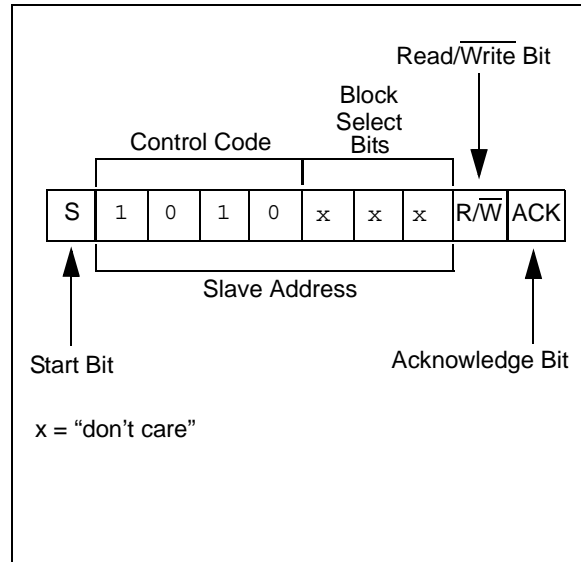 Read/Write Bit
Block
Select
Bits
Control Code
S 1 0 1 0 x x x R/W ACK
Slave Address
Start Bit
Acknowledge Bit
x = “don’t care”